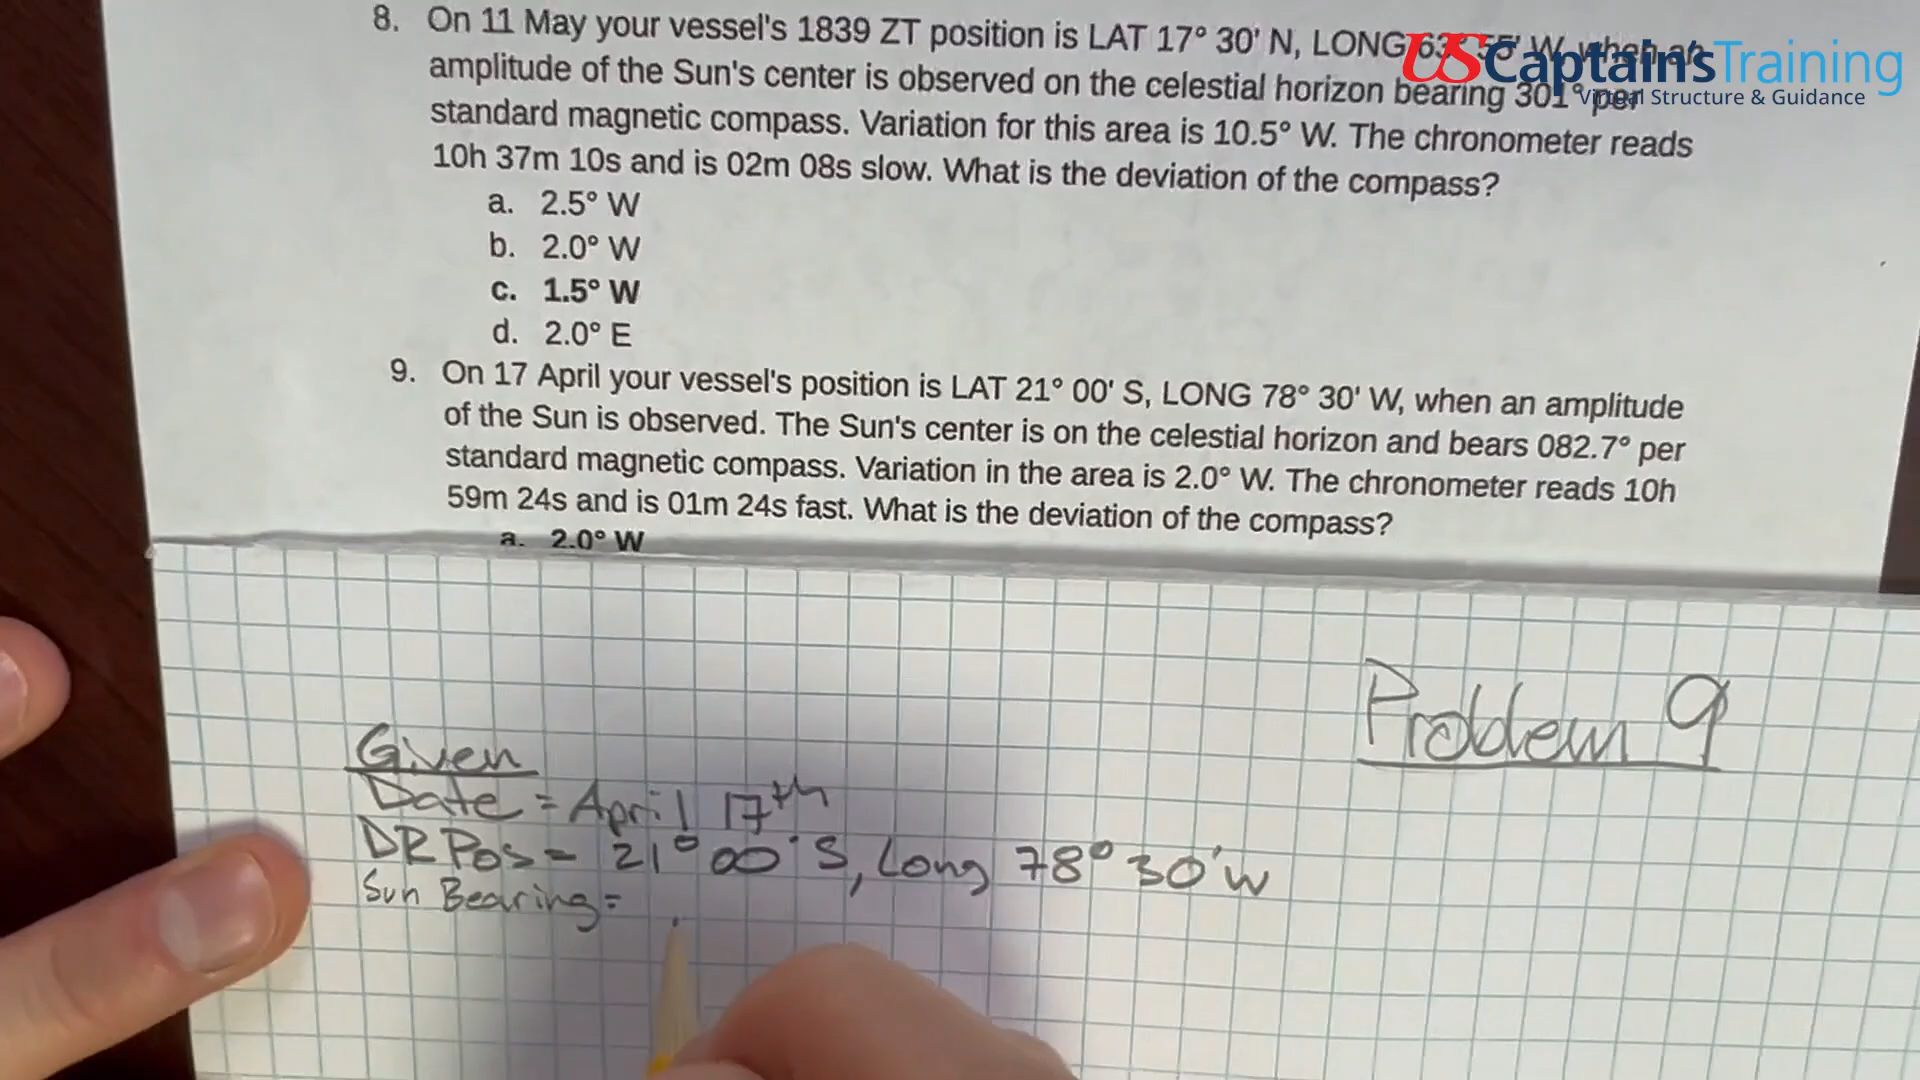 8. On 11 May your vessel's 1839 ZT position is LAT 17° 30' N, LONG 63° 55' W, when an
amplitude of the Sun's center is observed on the celestial horizon bearing 301° per
standard magnetic compass. Variation for this area is 10.5° W. The chronometer reads
10h 37m 10s and is 02m 08s slow. What is the deviation of the compass?
a. 2.5° W
b. 2.0° W
c. 1.5° W
d. 2.0° E
9. On 17 April your vessel's position is LAT 21° 00' S, LONG 78° 30' W, when an amplitude
of the Sun is observed. The Sun's center is on the celestial horizon and bears 082.7° per
standard magnetic compass. Variation in the area is 2.0° W. The chronometer reads 10h
59m 24s and is 01m 24s fast. What is the deviation of the compass?
a. 2.0° W
USCaptain'sTraining
Virtual Structure & Guidance
Problem 9
Given
Date = April 17th
DR Pos = 21° 00' S, Long 78° 30' W
Sun Bearing =